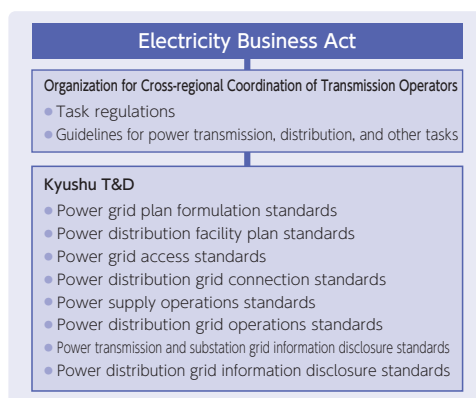 Electricity Business Act
Organization for Cross-regional Coordination of Transmission Operators
● Task regulations
● Guidelines for power transmission, distribution, and other tasks
Kyushu T&D
● Power grid plan formulation standards
● Power distribution facility plan standards
● Power grid access standards
● Power distribution grid connection standards
● Power supply operations standards
● Power distribution grid operations standards
● Power transmission and substation grid information disclosure standards
● Power distribution grid information disclosure standards